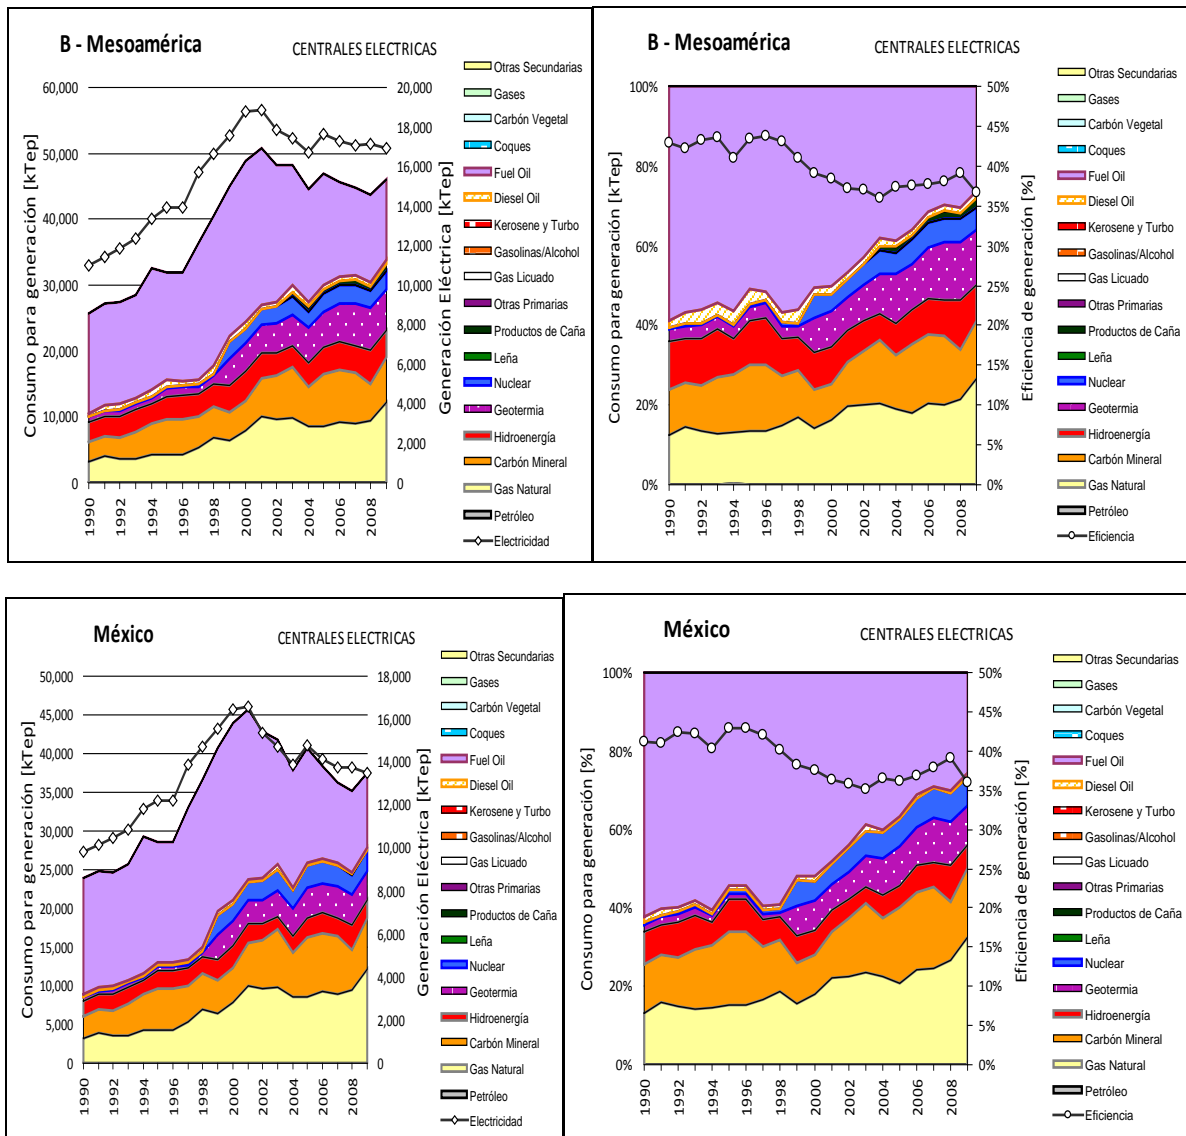 B - Mesoamérica
CENTRALES ELECTRICAS
Consumo para generación [kTep]
60,000
50,000
40,000
30,000
20,000
10,000
0
20,000
18,000
16,000
14,000
12,000
10,000
8,000
6,000
4,000
2,000
0
Generación Eléctrica [kTep]
1990
1992
1994
1996
1998
2000
2002
2004
2006
2008
Otras Secundarias
Gases
Carbón Vegetal
Coques
Fuel Oil
Diesel Oil
Kerosene y Turbo
Gasolinas/Alcohol
Gas Licuado
Otras Primarias
Productos de Caña
Leña
Nuclear
Geotermia
Hidroenergía
Carbón Mineral
Gas Natural
Petróleo
Electricidad
B - Mesoamérica
CENTRALES ELECTRICAS
Consumo para generación [kTep]
100%
80%
60%
40%
20%
0%
50%
45%
40%
35%
30%
25%
20%
15%
10%
5%
0%
Eficiencia de generación [%]
1990
1992
1994
1996
1998
2000
2002
2004
2006
2008
Otras Secundarias
Gases
Carbón Vegetal
Coques
Fuel Oil
Diesel Oil
Kerosene y Turbo
Gasolinas/Alcohol
Gas Licuado
Otras Primarias
Productos de Caña
Leña
Nuclear
Geotermia
Hidroenergía
Carbón Mineral
Gas Natural
Petróleo
Eficiencia
México
CENTRALES ELECTRICAS
Consumo para generación [kTep]
50,000
45,000
40,000
35,000
30,000
25,000
20,000
15,000
10,000
5,000
0
18,000
16,000
14,000
12,000
10,000
8,000
6,000
4,000
2,000
0
Generación Eléctrica [kTep]
1990
1992
1994
1996
1998
2000
2002
2004
2006
2008
Otras Secundarias
Gases
Carbón Vegetal
Coques
Fuel Oil
Diesel Oil
Kerosene y Turbo
Gasolinas/Alcohol
Gas Licuado
Otras Primarias
Productos de Caña
Leña
Nuclear
Geotermia
Hidroenergía
Carbón Mineral
Gas Natural
Petróleo
Electricidad
México
CENTRALES ELECTRICAS
Consumo para generación [kTep]
100%
80%
60%
40%
20%
0%
50%
45%
40%
35%
30%
25%
20%
15%
10%
5%
0%
Eficiencia de generación [%]
1990
1992
1994
1996
1998
2000
2002
2004
2006
2008
Otras Secundarias
Gases
Carbón Vegetal
Coques
Fuel Oil
Diesel Oil
Kerosene y Turbo
Gasolinas/Alcohol
Gas Licuado
Otras Primarias
Productos de Caña
Leña
Nuclear
Geotermia
Hidroenergía
Carbón Mineral
Gas Natural
Petróleo
Eficiencia